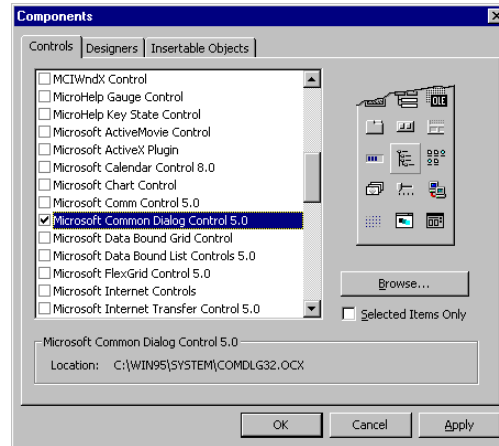 Components
Controls Designers Insertable Objects
MCIWndX Control
MicroHelp Gauge Control
MicroHelp Key State Control
Microsoft ActiveMovie Control
Microsoft ActiveX Plugin
Microsoft Calendar Control 8.0
Microsoft Chart Control
Microsoft Comm Control 5.0
Microsoft Common Dialog Control 5.0
Microsoft Data Bound Grid Control
Microsoft Data Bound List Controls 5.0
Microsoft FlexGrid Control 5.0
Microsoft Internet Controls
Microsoft Internet Transfer Control 5.0
OLE
Browse...
Selected Items Only
Microsoft Common Dialog Control 5.0
Location: C:\WIN95\SYSTEM\COMDLG32.OCX
OK Cancel Apply